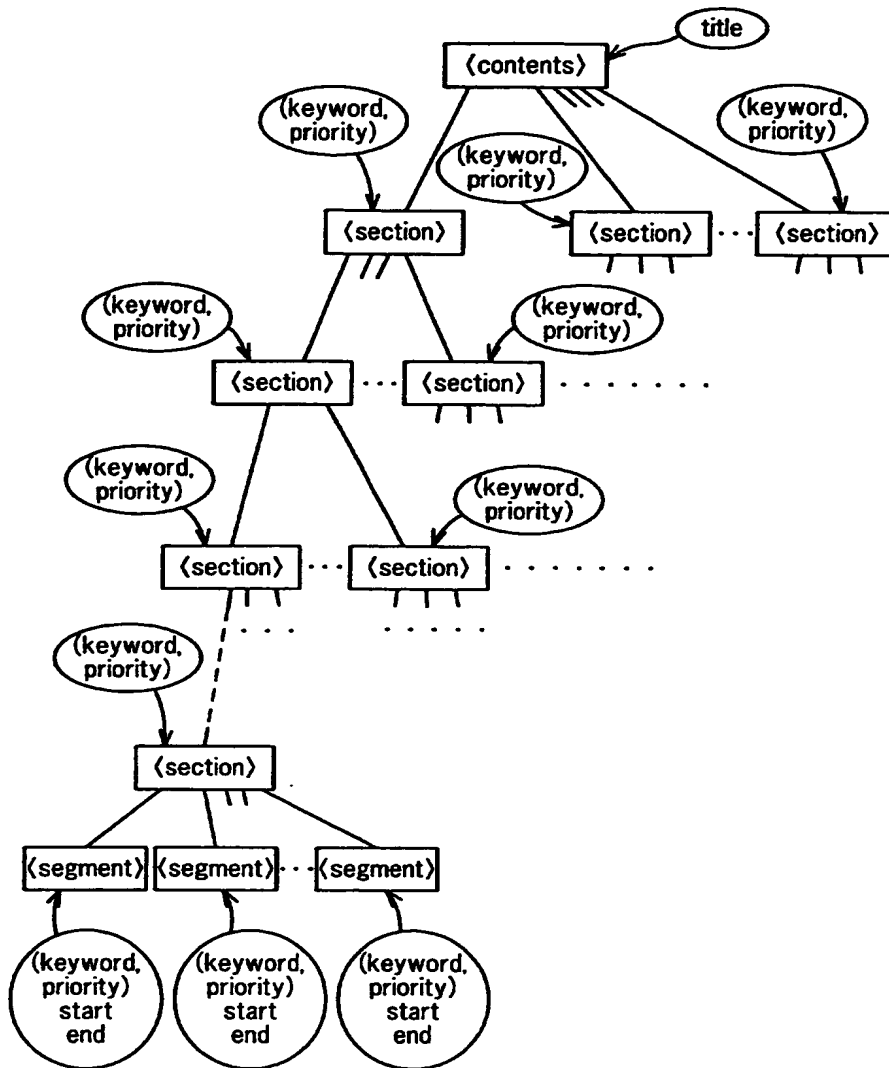 title
〈contents〉
(keyword,
priority)
(keyword,
priority)
(keyword,
priority)
〈section〉
〈section〉
〈section〉
(keyword,
priority)
(keyword,
priority)
〈section〉
〈section〉
(keyword,
priority)
(keyword,
priority)
〈section〉
〈section〉
(keyword,
priority)
〈section〉
〈segment〉
〈segment〉
〈segment〉
(keyword,
priority)
start
end
(keyword,
priority)
start
end
(keyword,
priority)
start
end